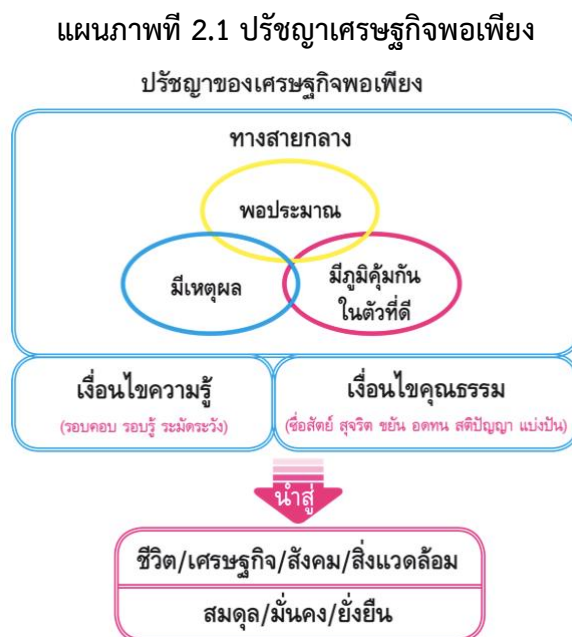 แผนภาพที่ 2.1 ปรัชญาเศรษฐกิจพอเพียง
ปรัชญาของเศรษฐกิจพอเพียง
ทางสายกลาง
พอประมาณ
มีเหตุผล
มีภูมิคุ้มกัน
ในตัวที่ดี
เงื่อนไขความรู้
(รอบคอบ รอบรู้ ระมัดระวัง)
เงื่อนไขคุณธรรม
(ซื่อสัตย์ สุจริต ขยัน อดทน สติปัญญา แบ่งปัน)
นำสู่
ชีวิต/เศรษฐกิจ/สังคม/สิ่งแวดล้อม
สมดุล/มั่นคง/ยั่งยืน